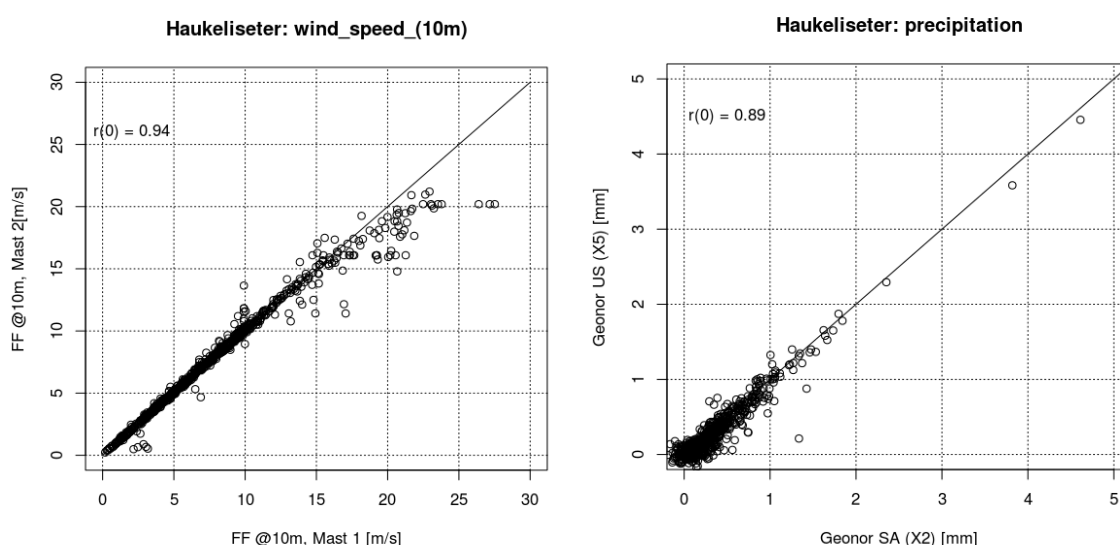 Haukeliseter: wind_speed_(10m)
r(0) = 0.94
FF @10m, Mast 2[m/s]
30
25
20
15
10
5
0
0 5 10 15 20 25 30
FF @10m, Mast 1 [m/s]
Haukeliseter: precipitation
r(0) = 0.89
Geonor US (X5) [mm]
5
4
3
2
1
0
0 1 2 3 4 5
Geonor SA (X2) [mm]